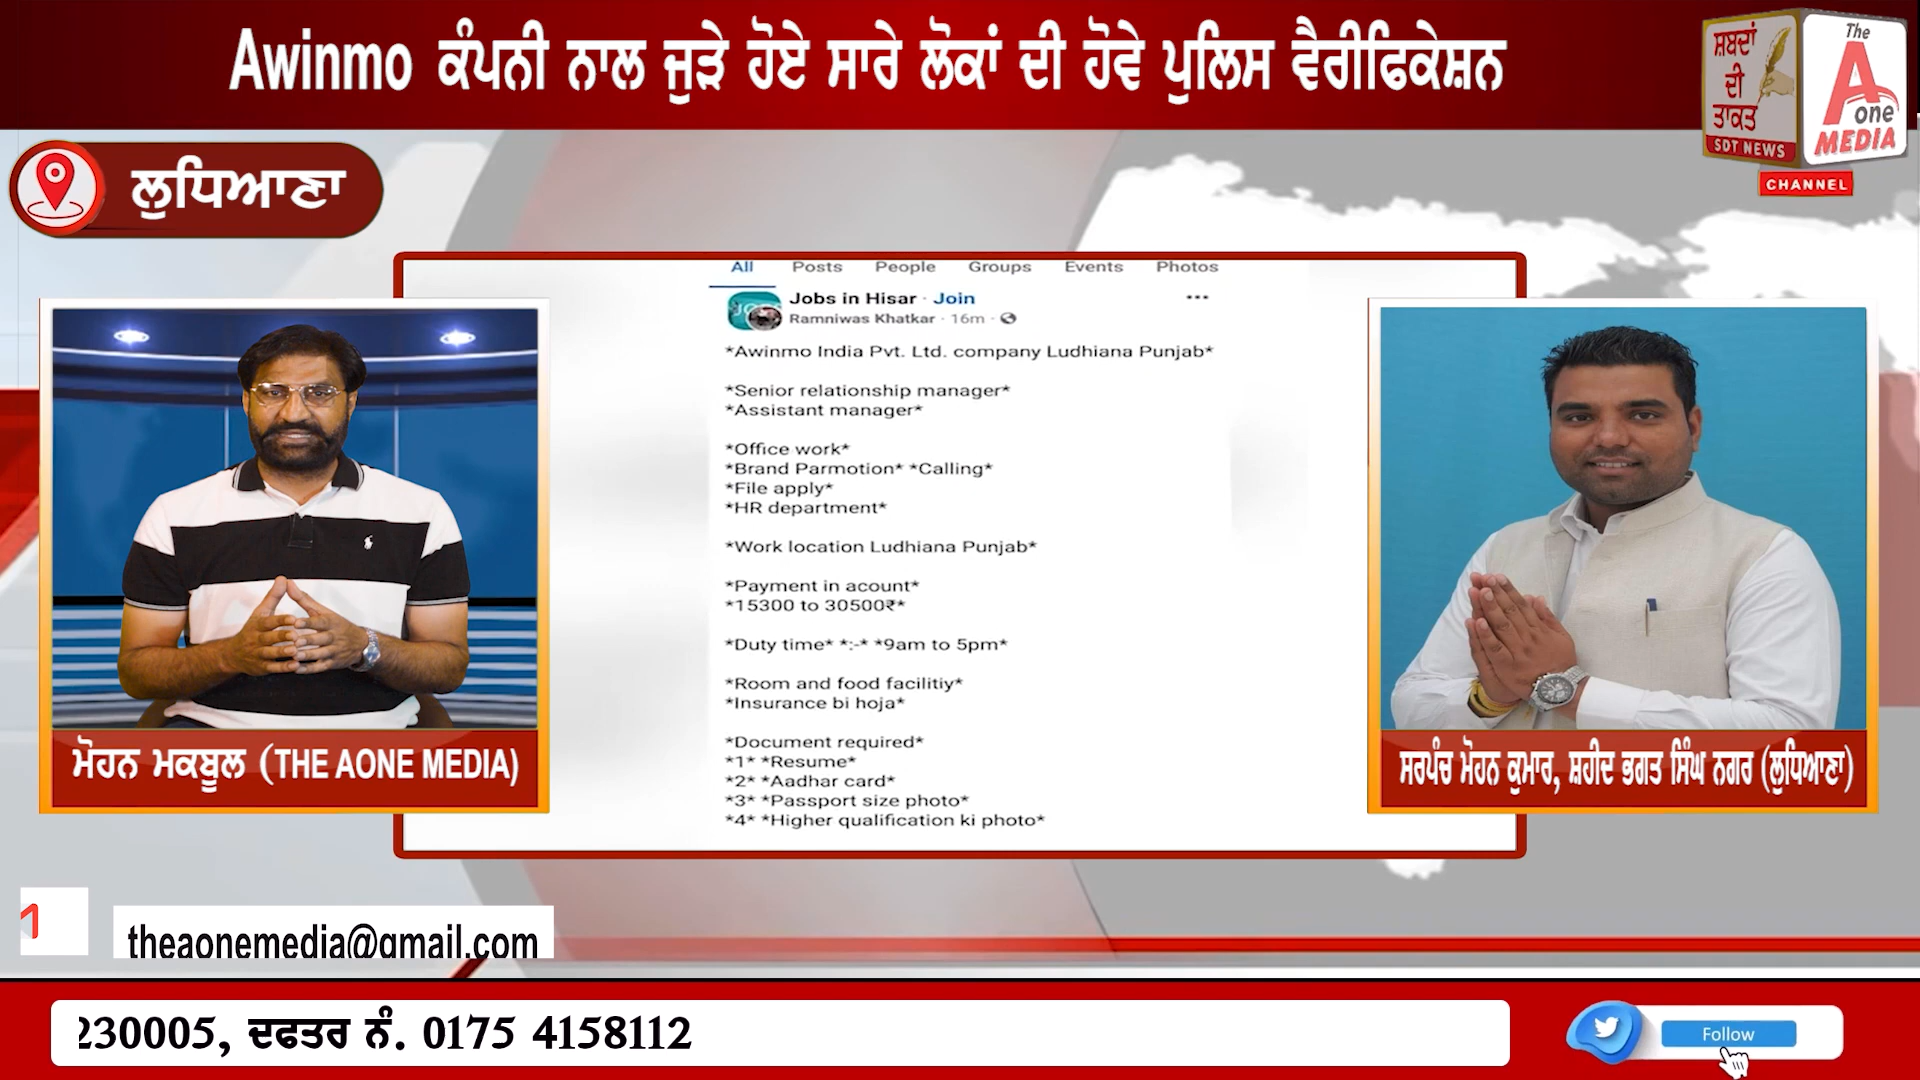 Awinmo ਕੰਪਨੀ ਨਾਲ ਜੁੜੇ ਹੋਏ ਸਾਰੇ ਲੋਕਾਂ ਦੀ ਹੋਵੇ ਪੁਲਿਸ ਵੈਰੀਫਿਕੇਸ਼ਨ
ਸ਼ਬਦਾਂ
ਦੀ
ਤਾਕਤ
SDT NEWS
The
A
one
MEDIA
CHANNEL
ਲੁਧਿਆਣਾ
All Posts People Groups Events Photos
Jobs in Hisar · Join
Ramniwas Khatkar · 16m ·
*Awinmo India Pvt. Ltd. company Ludhiana Punjab*
*Senior relationship manager*
*Assistant manager*
*Office work*
*Brand Parmotion* *Calling*
*File apply*
*HR department*
*Work location Ludhiana Punjab*
*Payment in acount*
*15300 to 30500₹*
*Duty time* *:-* *9am to 5pm*
*Room and food facilitiy*
*Insurance bi hoja*
*Document required*
*1* *Resume*
*2* *Aadhar card*
*3* *Passport size photo*
*4* *Higher qualification ki photo*
ਮੋਹਨ ਮਕਬੂਲ (THE AONE MEDIA)
ਸਰਪੰਚ ਮੋਹਨ ਕੁਮਾਰ, ਸ਼ਹੀਦ ਭਗਤ ਸਿੰਘ ਨਗਰ (ਲੁਧਿਆਣਾ)
1
theaonemedia@gmail.com
230005, ਦਫਤਰ ਨੰ. 0175 4158112
Follow